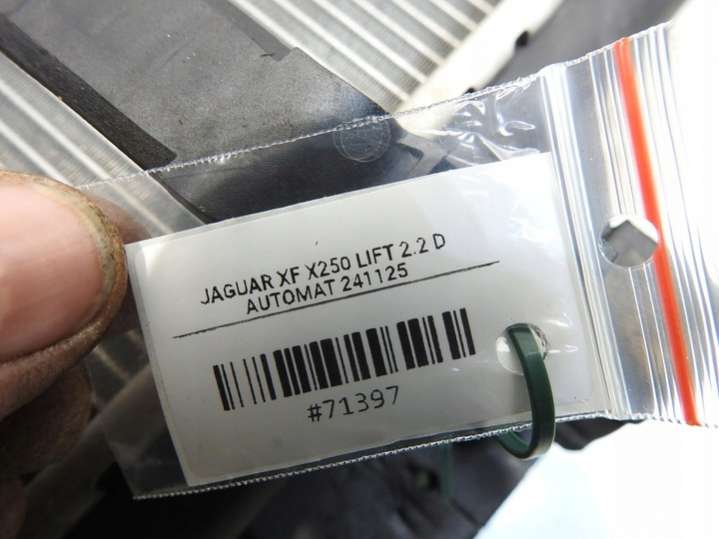 JAGUAR XF X250 LIFT 2.2 D
AUTOMAT 241125
#71397